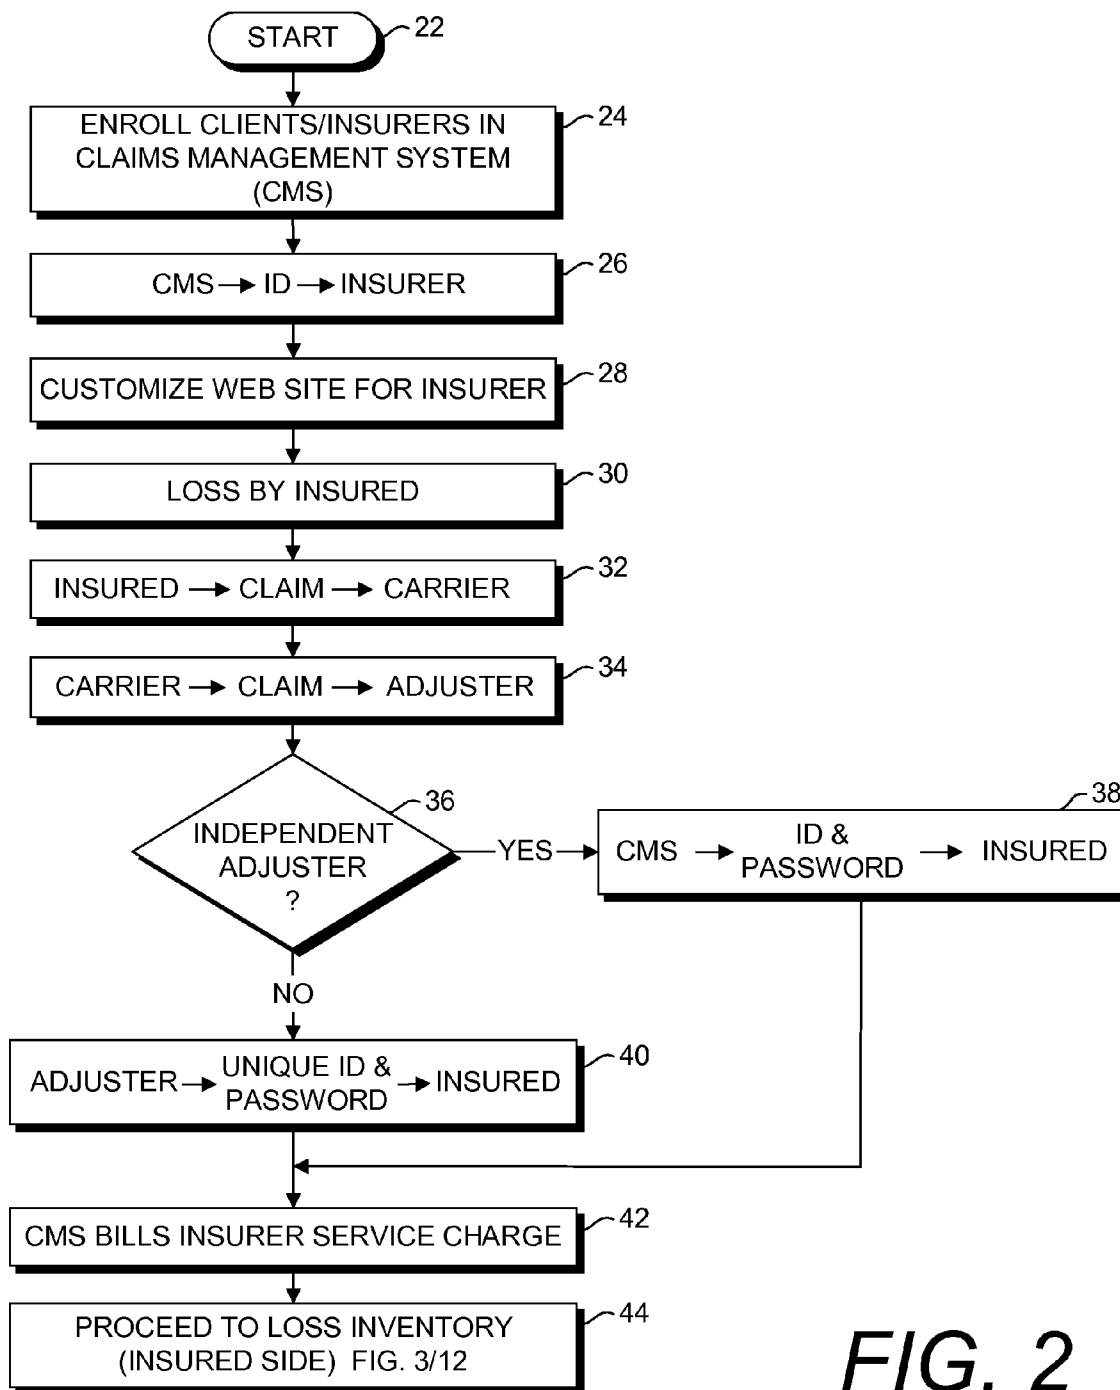 START
22
ENROLL CLIENTS/INSURERS IN
CLAIMS MANAGEMENT SYSTEM
(CMS)
24
CMS → ID → INSURER
26
CUSTOMIZE WEB SITE FOR INSURER
28
LOSS BY INSURED
30
INSURED → CLAIM → CARRIER
32
CARRIER → CLAIM → ADJUSTER
34
INDEPENDENT
ADJUSTER
?
36
YES
CMS → ID &
PASSWORD → INSURED
38
NO
ADJUSTER → UNIQUE ID &
PASSWORD → INSURED
40
CMS BILLS INSURER SERVICE CHARGE
42
PROCEED TO LOSS INVENTORY
(INSURED SIDE) FIG. 3/12
44
FIG. 2